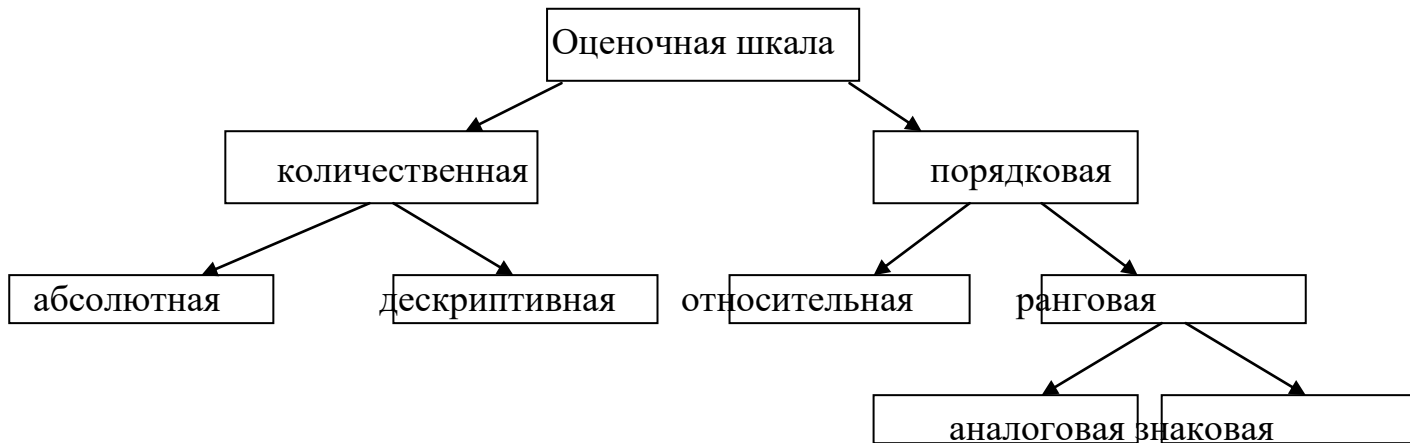 Оценочная шкала
количественная порядковая
абсолютная дескриптивная относительная ранговая
аналоговая знаковая